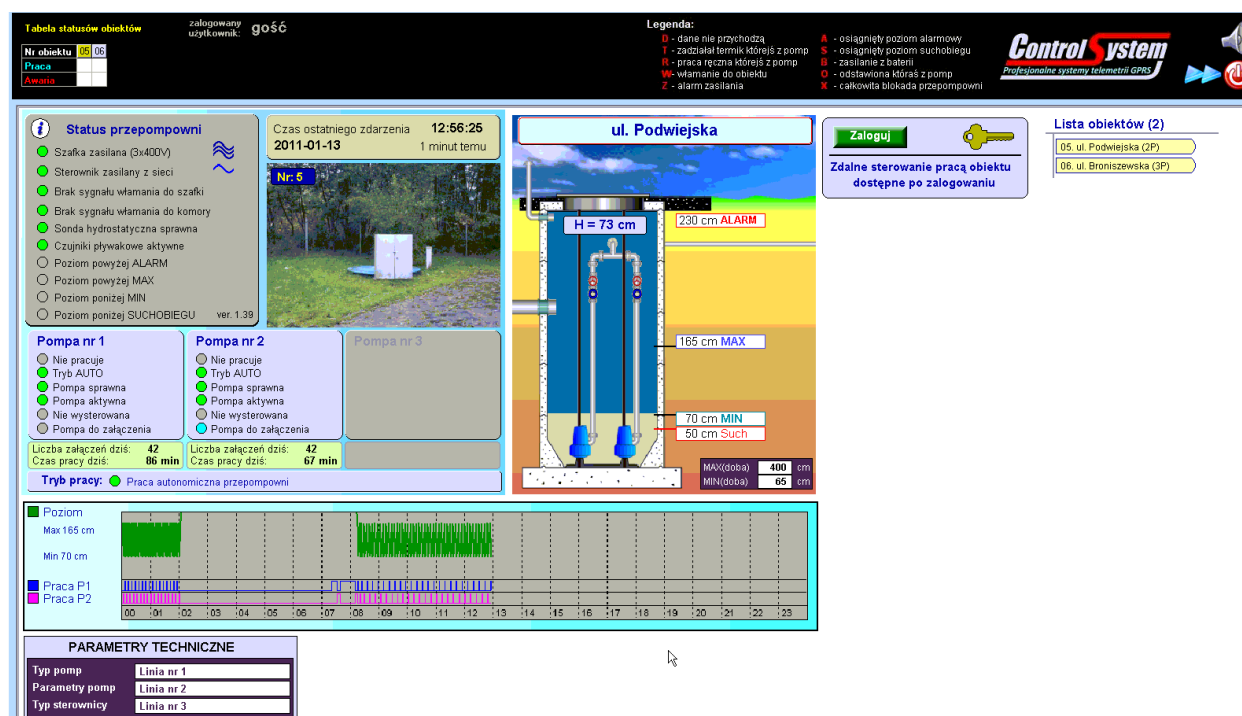 Tabela statusów obiektów
zalogowany
użytkownik: gość
Nr obiektu 05 06
Praca
Awaria
Legenda:
D - dane nie przychodzą
T - zadziałał termik którejś z pomp
R - praca ręczna którejś z pomp
W - włamanie do obiektu
Z - alarm zasilania
A - osiągnięty poziom alarmowy
S - osiągnięty poziom suchobiegu
B - zasilanie z baterii
O - odstawiona któraś z pomp
X - całkowita blokada przepompowni
Control System
Profesjonalne systemy telemetrii GPRS
i Status przepompowni
Szafka zasilana (3x400V)
Sterownik zasilany z sieci
Brak sygnału włamania do szafki
Brak sygnału włamania do komory
Sonda hydrostatyczna sprawna
Czujniki pływakowe aktywne
Poziom powyżej ALARM
Poziom powyżej MAX
Poziom poniżej MIN
Poziom poniżej SUCHOBIEGU ver. 1.39
Czas ostatniego zdarzenia 12:56:25
2011-01-13 1 minut temu
Nr: 5
ul. Podwiejska
H = 73 cm
230 cm ALARM
165 cm MAX
70 cm MIN
50 cm Such
MAX(doba) 400 cm
MIN(doba) 65 cm
Zaloguj
Zdalne sterowanie pracą obiektu
dostępne po zalogowaniu
Lista obiektów (2)
05. ul. Podwiejska (2P)
06. ul. Broniszewska (3P)
Pompa nr 1
Nie pracuje
Tryb AUTO
Pompa sprawna
Pompa aktywna
Nie wysterowana
Pompa do załączenia
Liczba załączeń dziś: 42
Czas pracy dziś: 86 min
Pompa nr 2
Nie pracuje
Tryb AUTO
Pompa sprawna
Pompa aktywna
Nie wysterowana
Pompa do załączenia
Liczba załączeń dziś: 42
Czas pracy dziś: 67 min
Pompa nr 3
Tryb pracy: Praca autonomiczna przepompowni
Poziom
Max 165 cm
Min 70 cm
Praca P1
Praca P2
00 01 02 03 04 05 06 07 08 09 10 11 12 13 14 15 16 17 18 19 20 21 22 23
PARAMETRY TECHNICZNE
Typ pomp Linia nr 1
Parametry pomp Linia nr 2
Typ sterownicy Linia nr 3